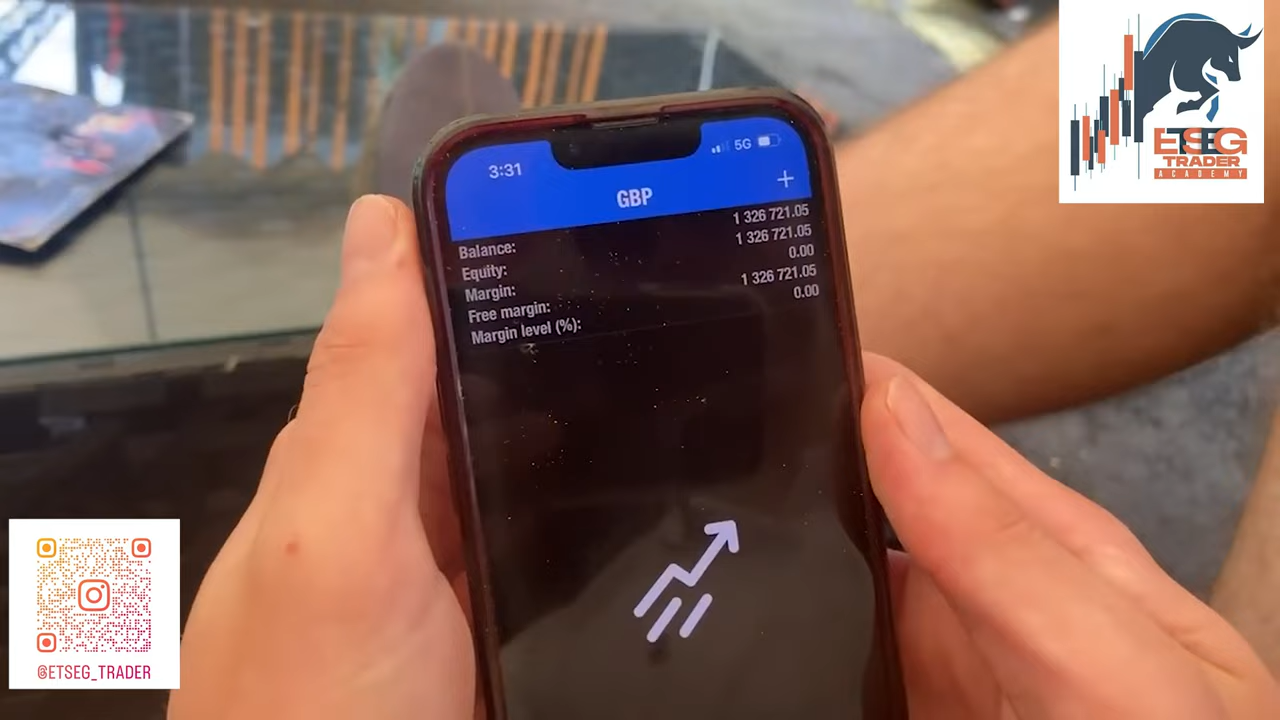 3:31
5G
GBP
+
Balance: 1 326 721.05
Equity: 1 326 721.05
Margin: 0.00
Free margin: 1 326 721.05
Margin level (%): 0.00
ETSEG
TRADER
ACADEMY
@ETSEG_TRADER